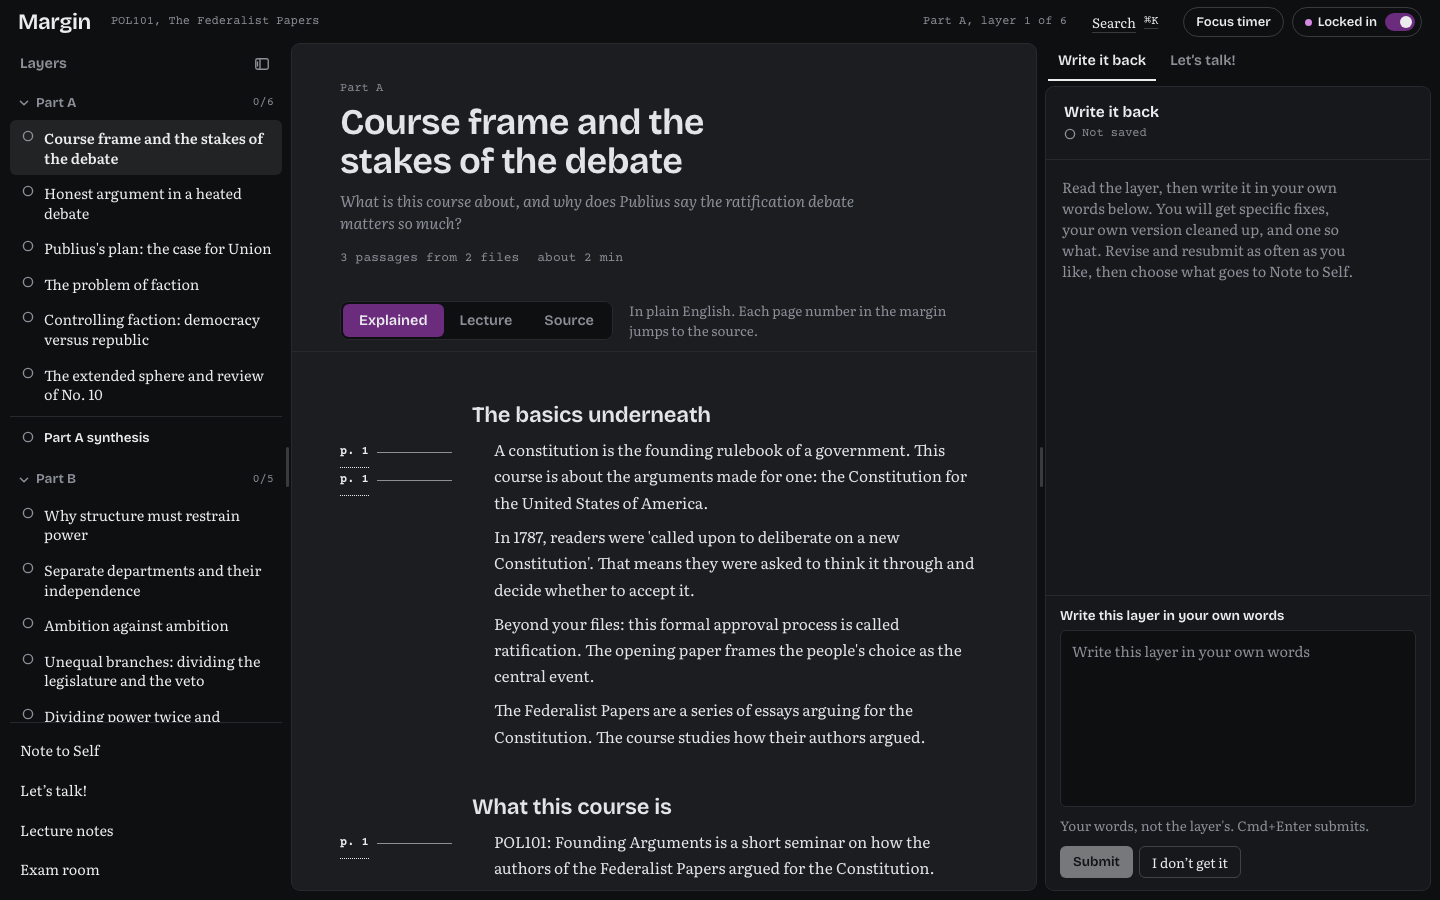 Margin
POL101, The Federalist Papers
Part A, layer 1 of 6
Search ⌘K
Focus timer
Locked in
Layers
Part A 0/6
Course frame and the stakes of
the debate
Honest argument in a heated
debate
Publius's plan: the case for Union
The problem of faction
Controlling faction: democracy
versus republic
The extended sphere and review
of No. 10
Part A synthesis
Part B 0/5
Why structure must restrain
power
Separate departments and their
independence
Ambition against ambition
Unequal branches: dividing the
legislature and the veto
Dividing power twice and
Note to Self
Let’s talk!
Lecture notes
Exam room
Part A
Course frame and the
stakes of the debate
What is this course about, and why does Publius say the ratification debate
matters so much?
3 passages from 2 files about 2 min
Explained Lecture Source
In plain English. Each page number in the margin
jumps to the source.
The basics underneath
p. 1
p. 1
A constitution is the founding rulebook of a government. This
course is about the arguments made for one: the Constitution for
the United States of America.
In 1787, readers were 'called upon to deliberate on a new
Constitution'. That means they were asked to think it through and
decide whether to accept it.
Beyond your files: this formal approval process is called
ratification. The opening paper frames the people's choice as the
central event.
The Federalist Papers are a series of essays arguing for the
Constitution. The course studies how their authors argued.
What this course is
p. 1
POL101: Founding Arguments is a short seminar on how the
authors of the Federalist Papers argued for the Constitution.
Write it back Let's talk!
Write it back
Not saved
Read the layer, then write it in your own
words below. You will get specific fixes,
your own version cleaned up, and one so
what. Revise and resubmit as often as you
like, then choose what goes to Note to Self.
Write this layer in your own words
Write this layer in your own words
Your words, not the layer's. Cmd+Enter submits.
Submit I don’t get it